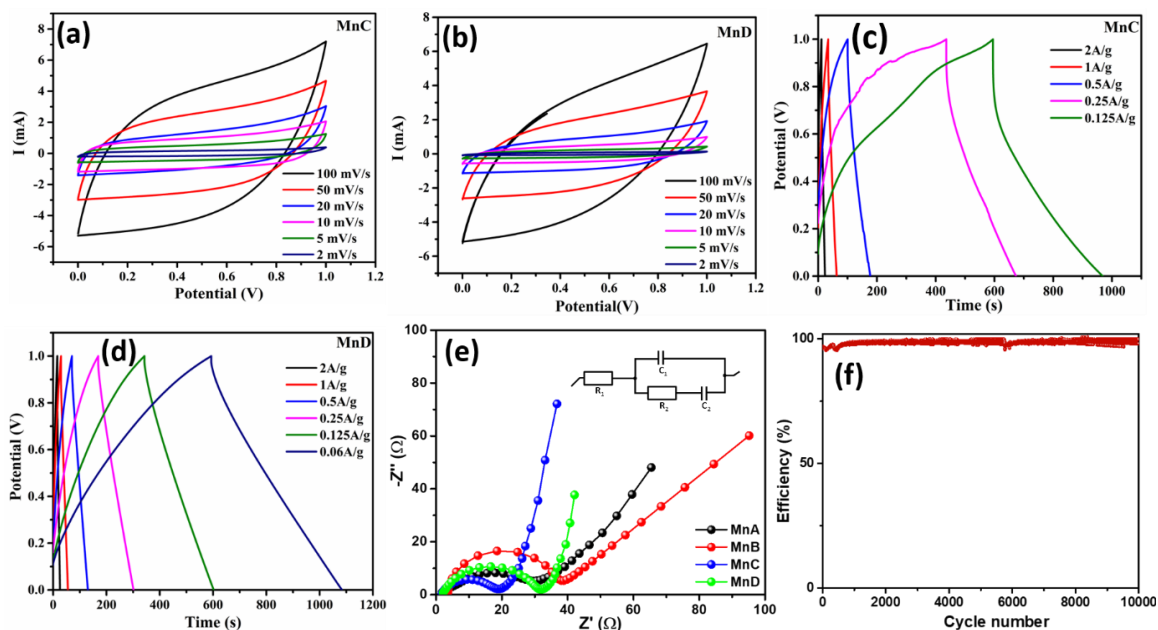 (a)
MnC
I (mA)
8
6
4
2
0
-2
-4
-6
0.0 0.2 0.4 0.6 0.8 1.0 1.2
Potential (V)
100 mV/s
50 mV/s
20 mV/s
10 mV/s
5 mV/s
2 mV/s
(b)
MnD
I (mA)
8
4
0
-4
0.0 0.2 0.4 0.6 0.8 1.0 1.2
Potential(V)
100 mV/s
50 mV/s
20 mV/s
10 mV/s
5 mV/s
2 mV/s
(c)
MnC
Potential (V)
1.0
0.8
0.6
0.4
0.2
0.0
0 200 400 600 800 1000
Time (s)
2A/g
1A/g
0.5A/g
0.25A/g
0.125A/g
(d)
MnD
Potential (V)
1.0
0.8
0.6
0.4
0.2
0.0
0 200 400 600 800 1000 1200
Time (s)
2A/g
1A/g
0.5A/g
0.25A/g
0.125A/g
0.06A/g
(e)
-Z'' (Ω)
-100
-80
-60
-40
-20
0
0 20 40 60 80 100
Z' (Ω)
R1
C1
R2
C2
MnA
MnB
MnC
MnD
(f)
Efficiency (%)
100
50
0
0 2000 4000 6000 8000 10000
Cycle number